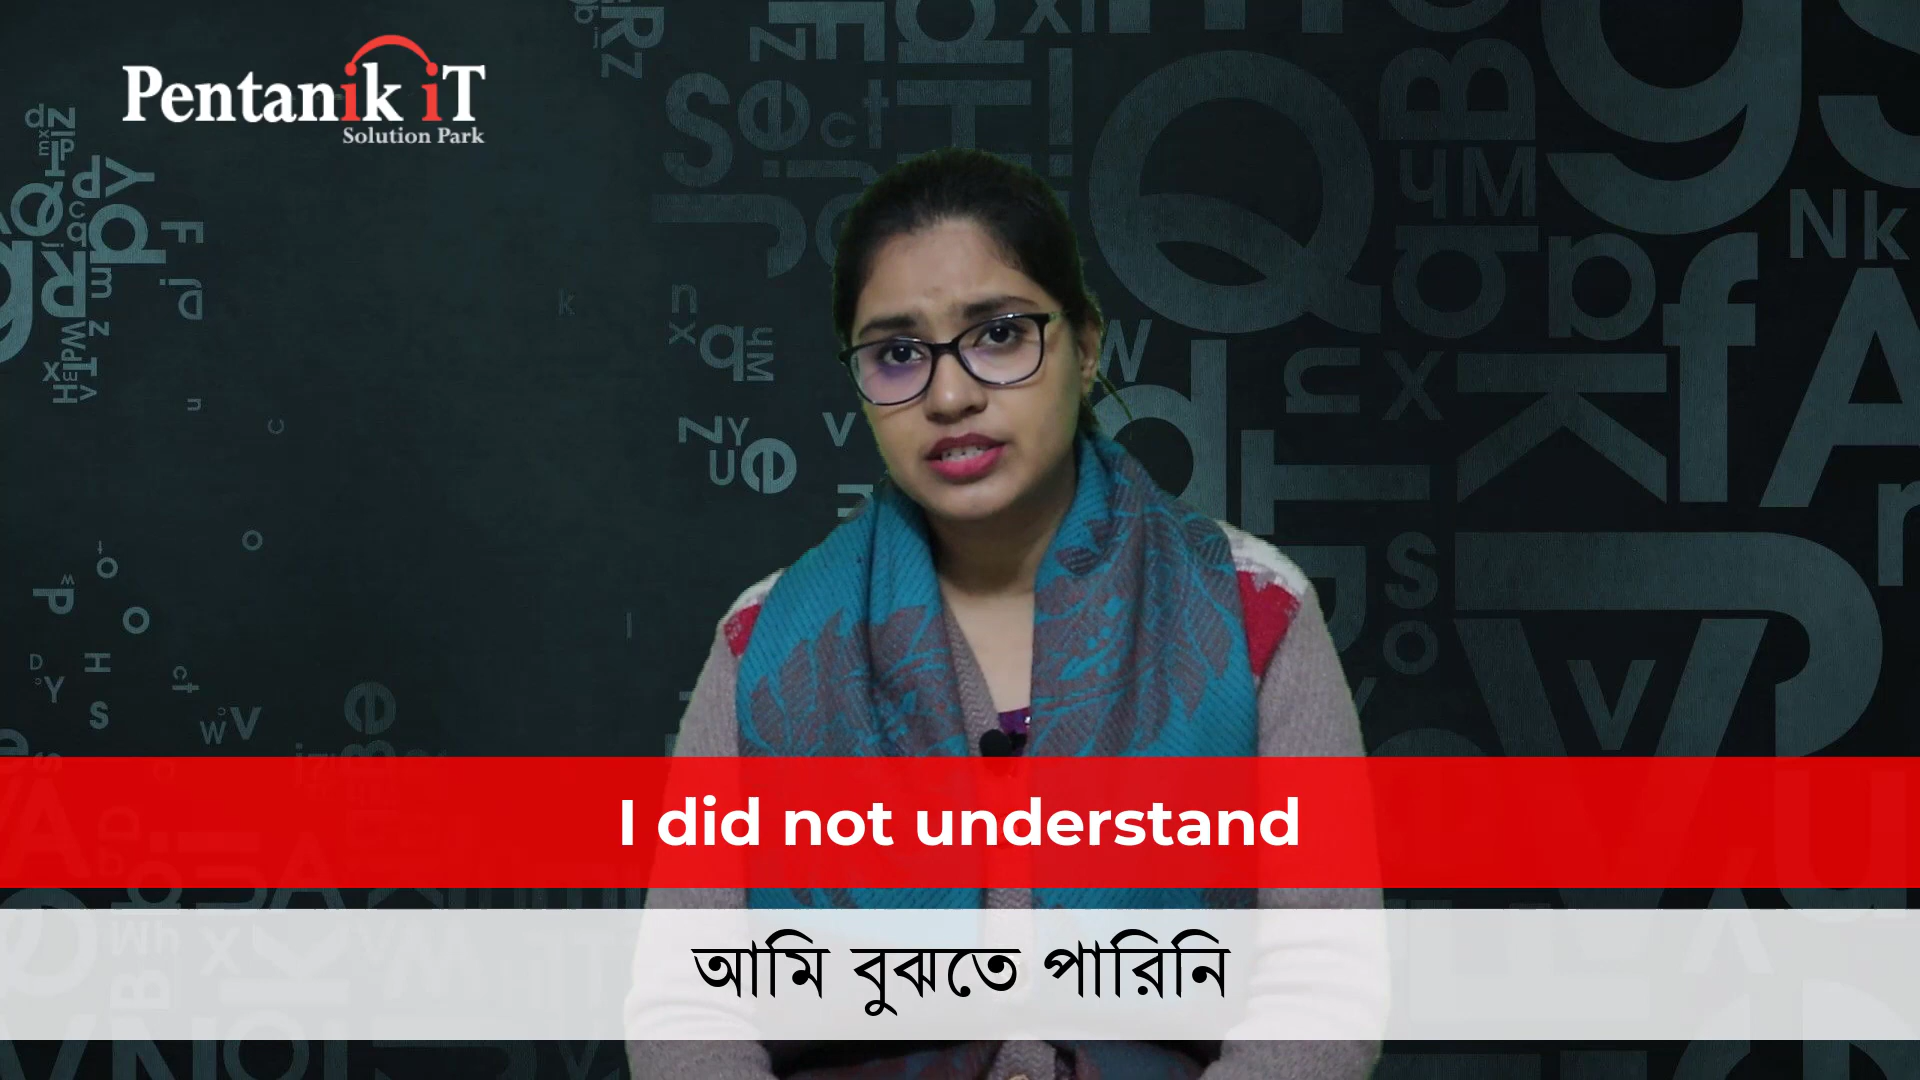 Pentanik iT
Solution Park
I did not understand
আমি বুঝতে পারিনি